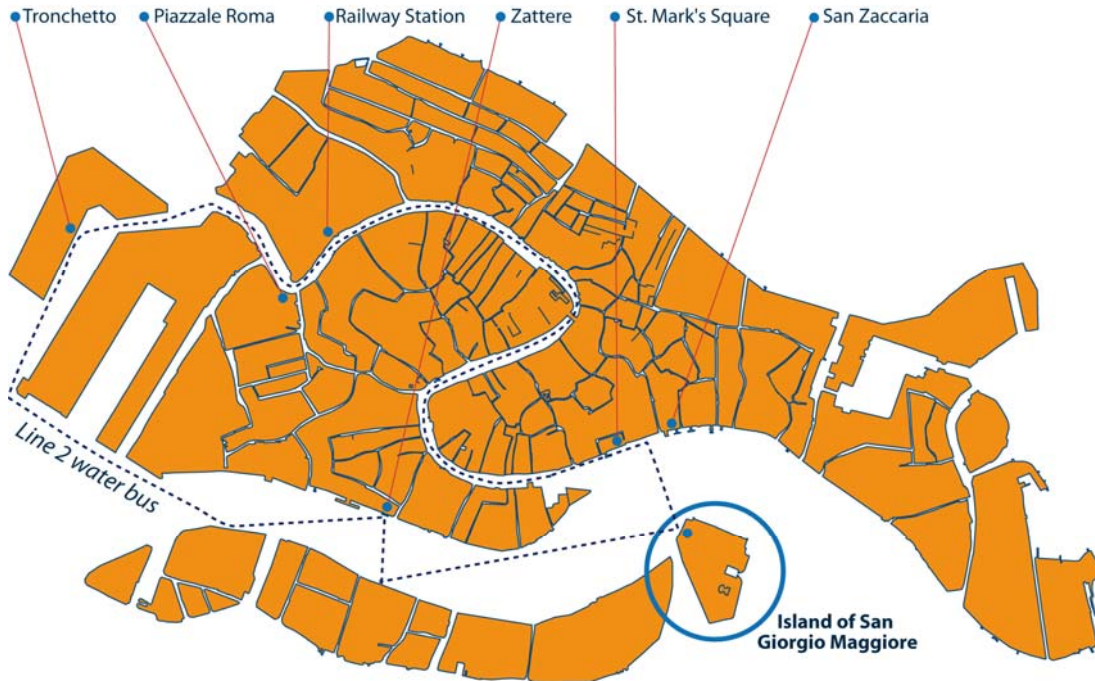 Tronchetto
Piazzale Roma
Railway Station
Zattere
St. Mark's Square
San Zaccaria
Line 2 water bus
Island of San
Giorgio Maggiore